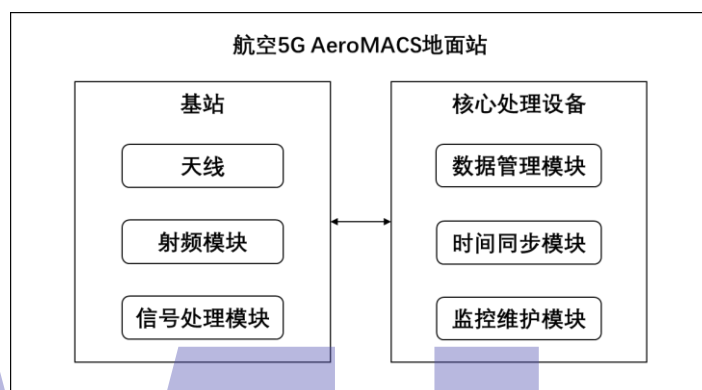 航空5G AeroMACS地面站
基站
核心处理设备
天线
数据管理模块
射频模块
时间同步模块
信号处理模块
监控维护模块